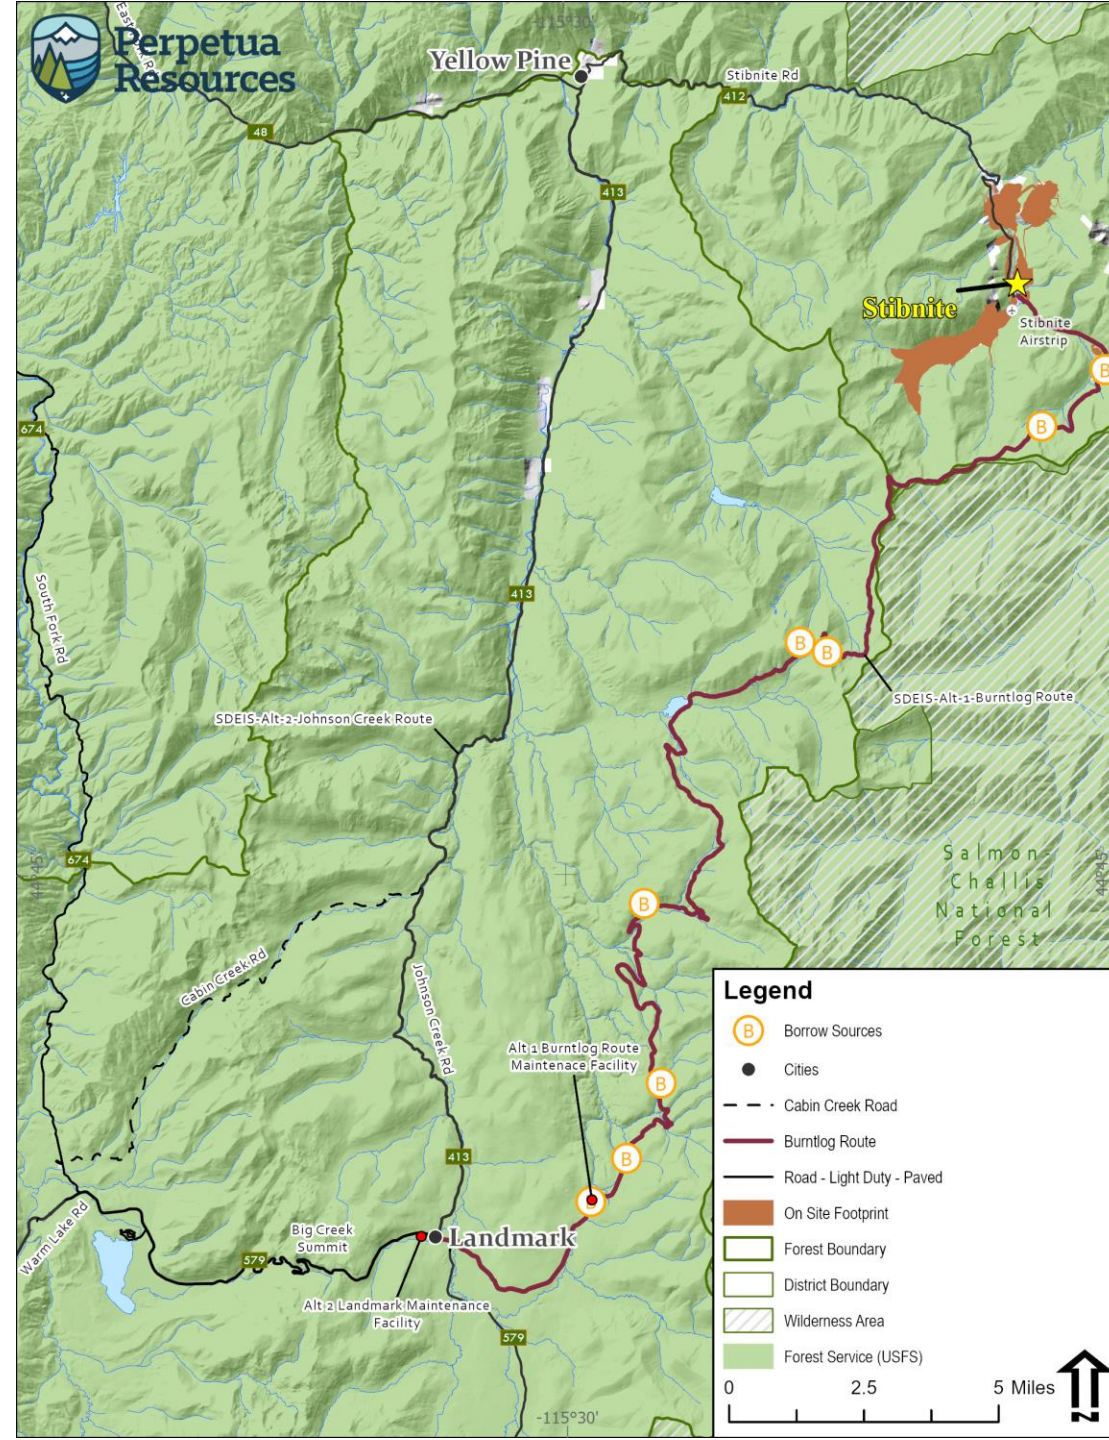 Perpetua
Resources
-115°30'
Yellow Pine
Stibnite Rd
412
48
413
Stibnite
Stibnite
Airstrip
B
B
674
South Fork Rd
413
B
B
SDEIS-Alt-1-Burntlog Route
SDEIS-Alt-2-Johnson Creek Route
674
44°45'
44°45'
Salmon-
Challis
National
Forest
B
Cabin Creek Rd
Johnson Creek Rd
Alt 1 Burntlog Route
Maintenace Facility
B
B
413
Warm Lake Rd
Big Creek
Summit
Landmark
579
Alt 2 Landmark Maintenance
Facility
579
-115°30'
Legend
B Borrow Sources
Cities
Cabin Creek Road
Burntlog Route
Road - Light Duty - Paved
On Site Footprint
Forest Boundary
District Boundary
Wilderness Area
Forest Service (USFS)
0 2.5 5 Miles
N